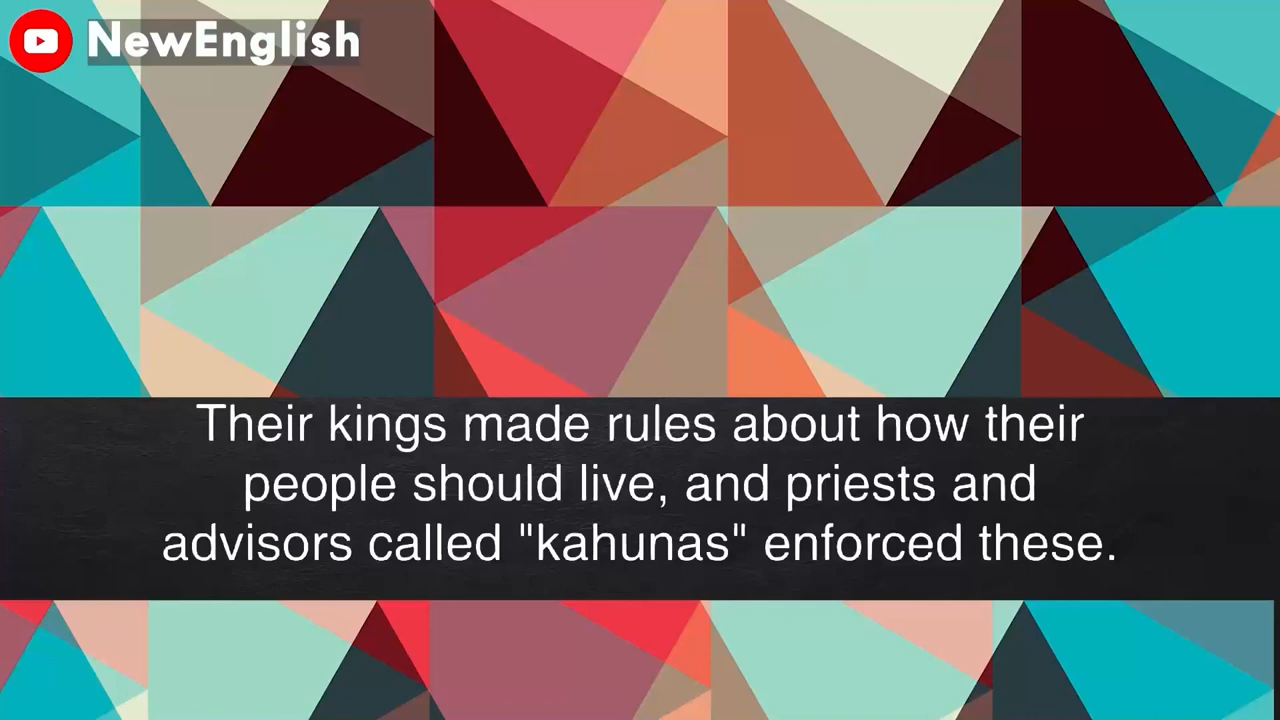 NewEnglish
Their kings made rules about how their
people should live, and priests and
advisors called "kahunas" enforced these.